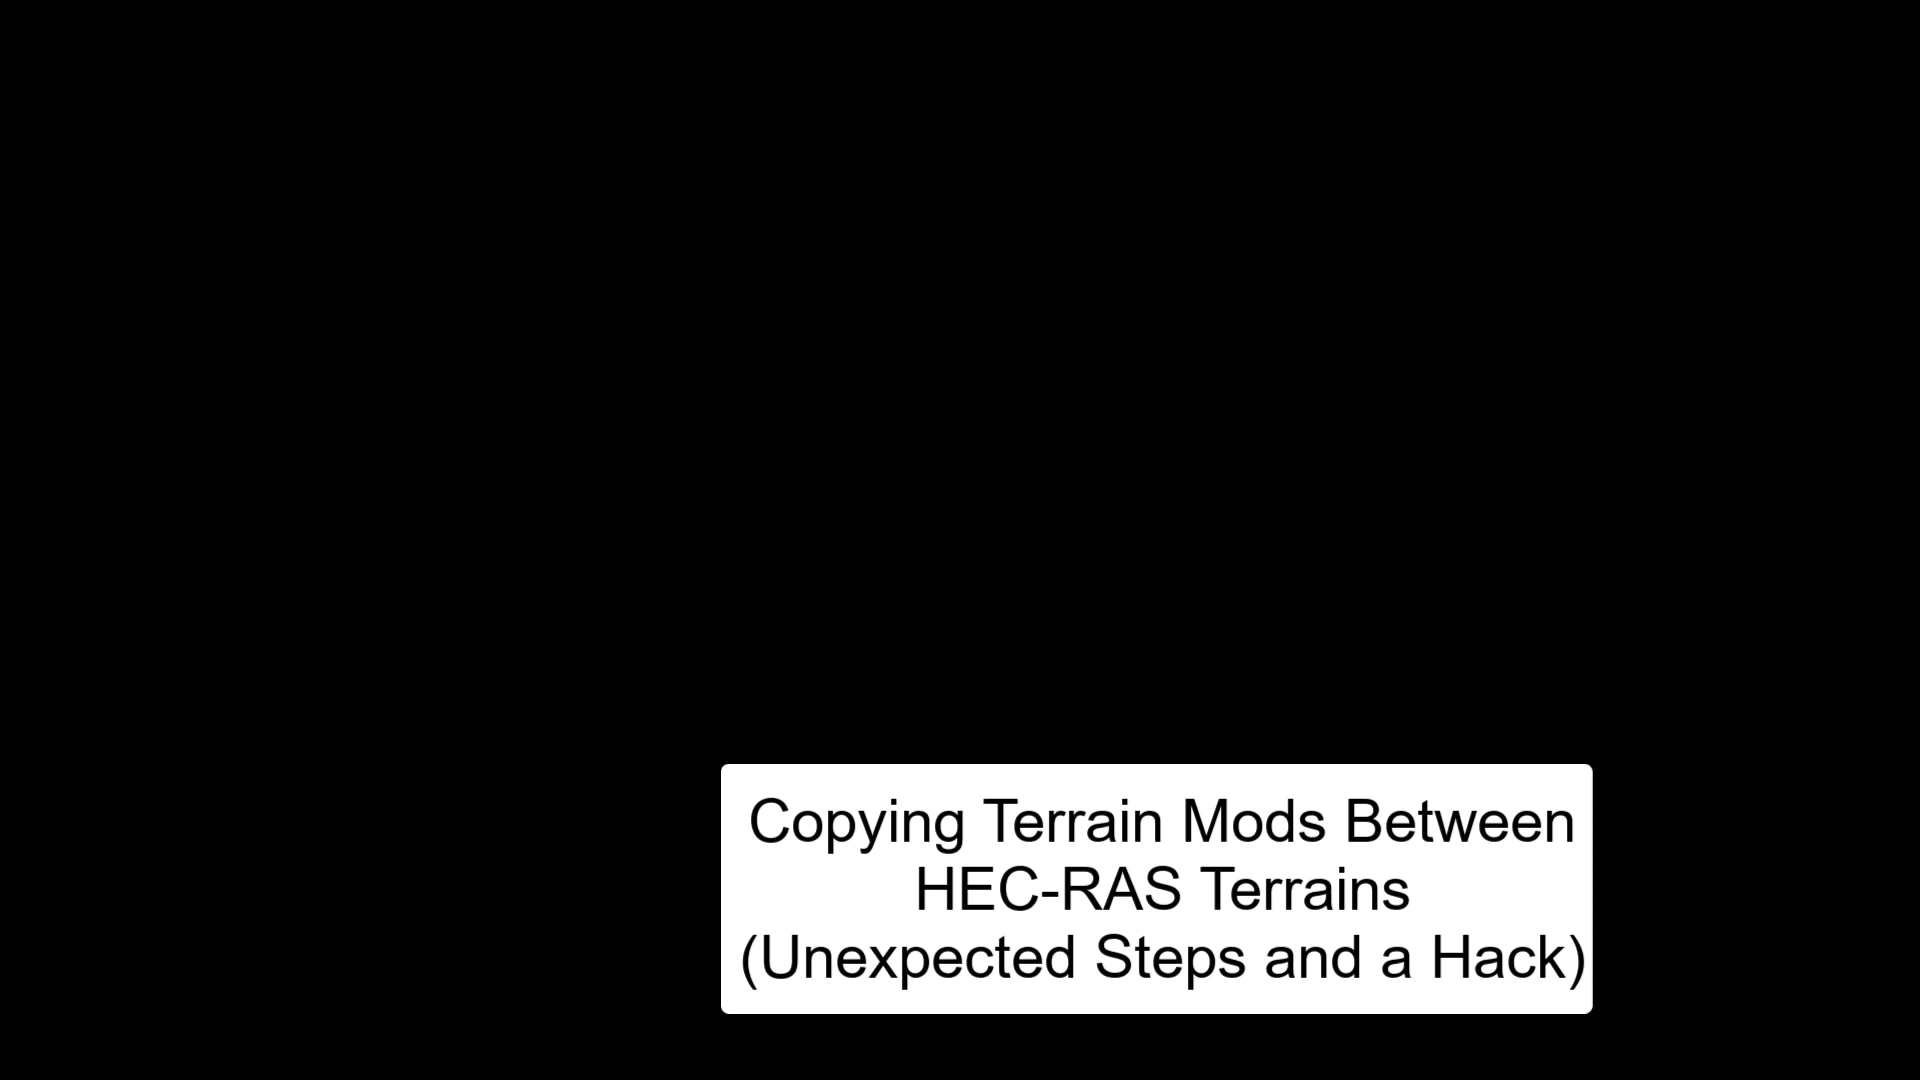 Copying Terrain Mods Between
HEC-RAS Terrains
(Unexpected Steps and a Hack)